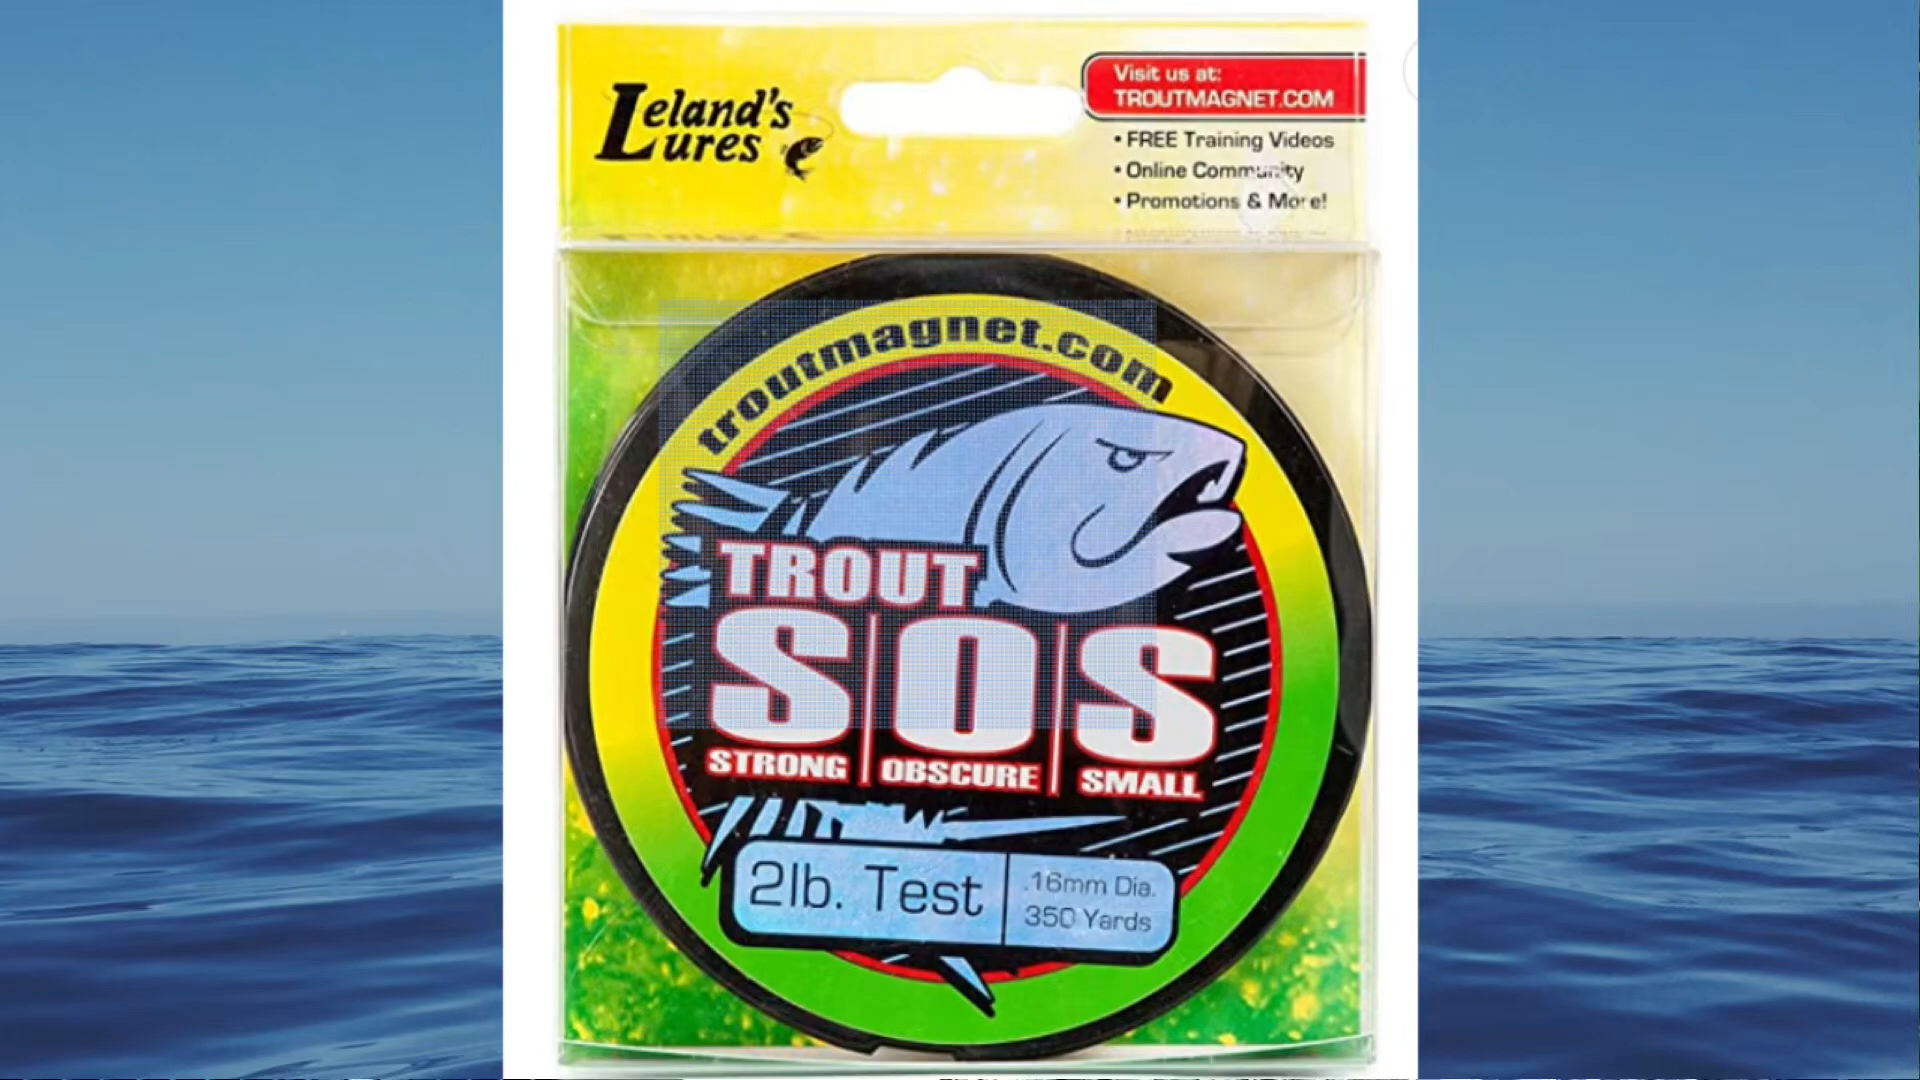 Leland's
Lures
Visit us at:
TROUTMAGNET.COM
• FREE Training Videos
• Online Community
• Promotions & More!
troutmagnet.com
TROUT
S|O|S
STRONG | OBSCURE | SMALL
2lb. Test
.16mm Dia.
350 Yards